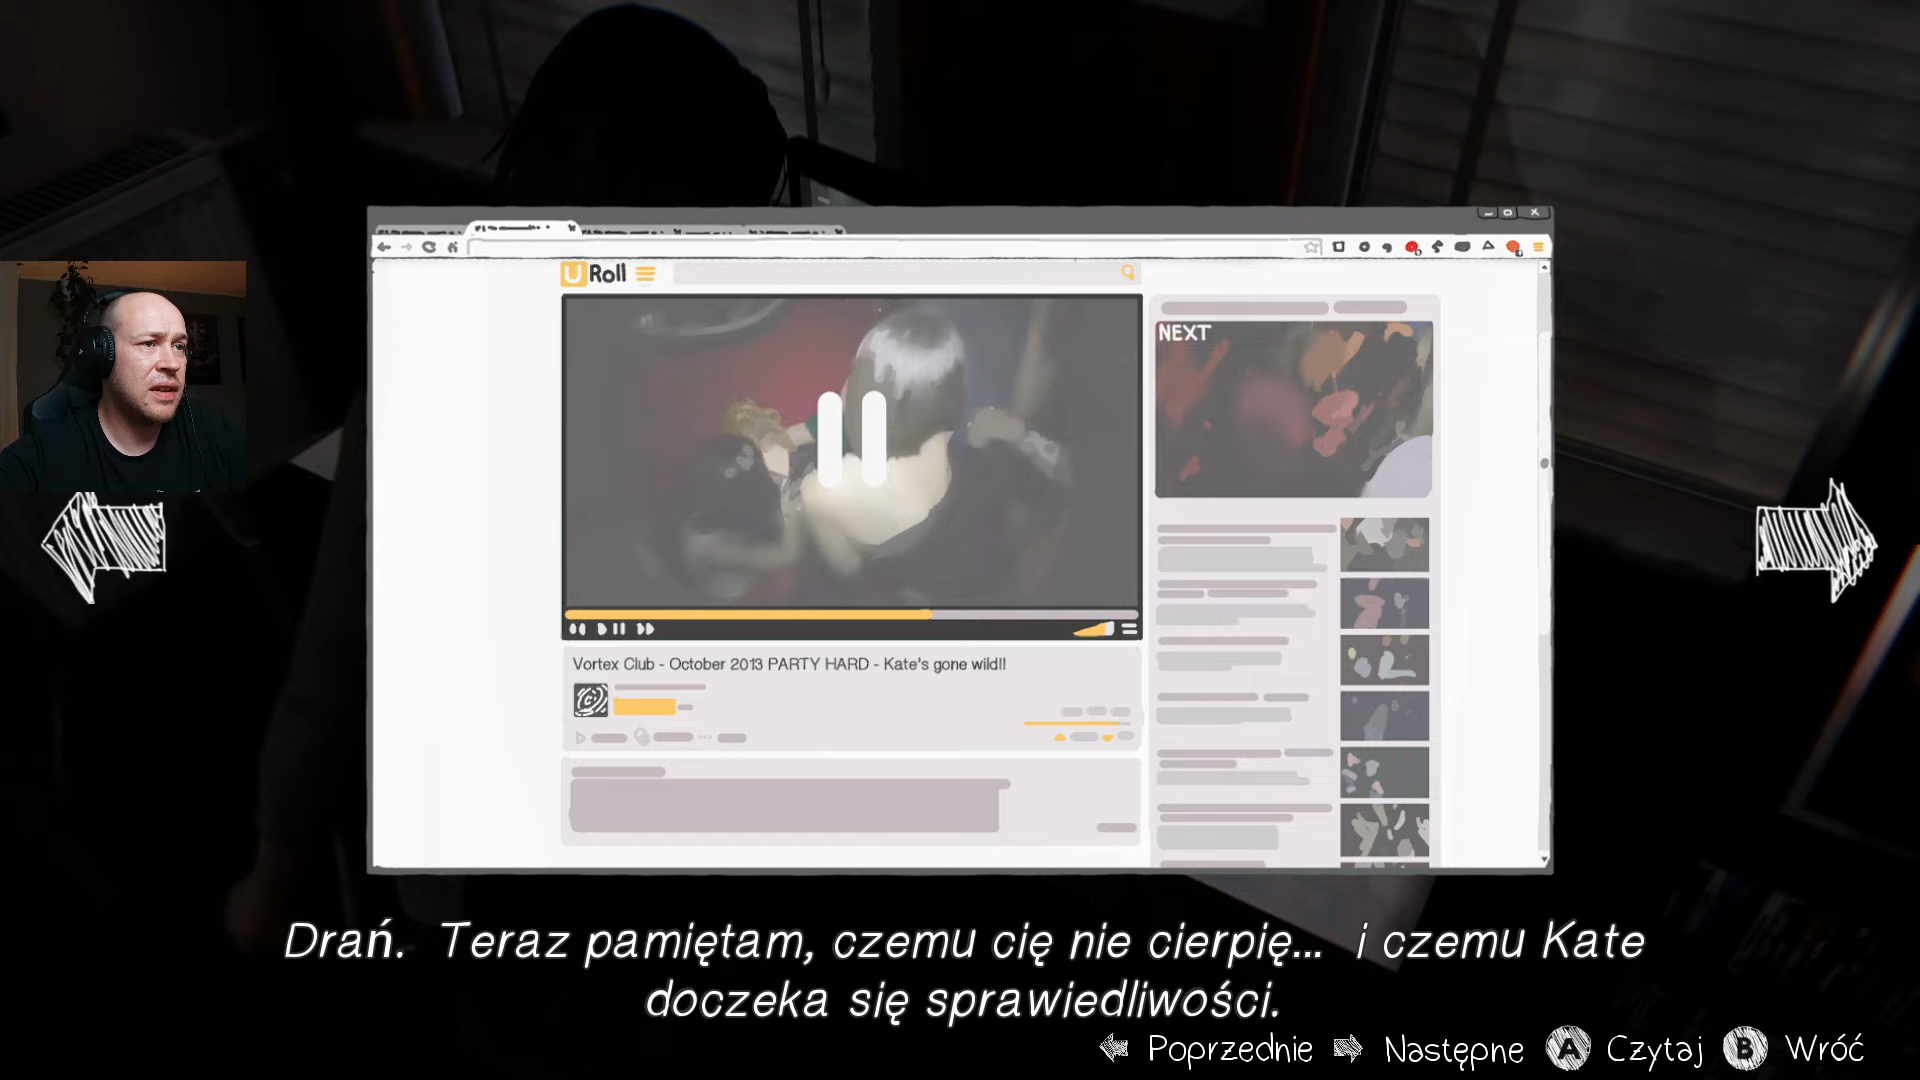 U Roll
NEXT
Vortex Club - October 2013 PARTY HARD - Kate's gone wild!!
Drań. Teraz pamiętam, czemu cię nie cierpię... i czemu Kate
doczeka się sprawiedliwości.
Poprzednie Następne A Czytaj B Wróć